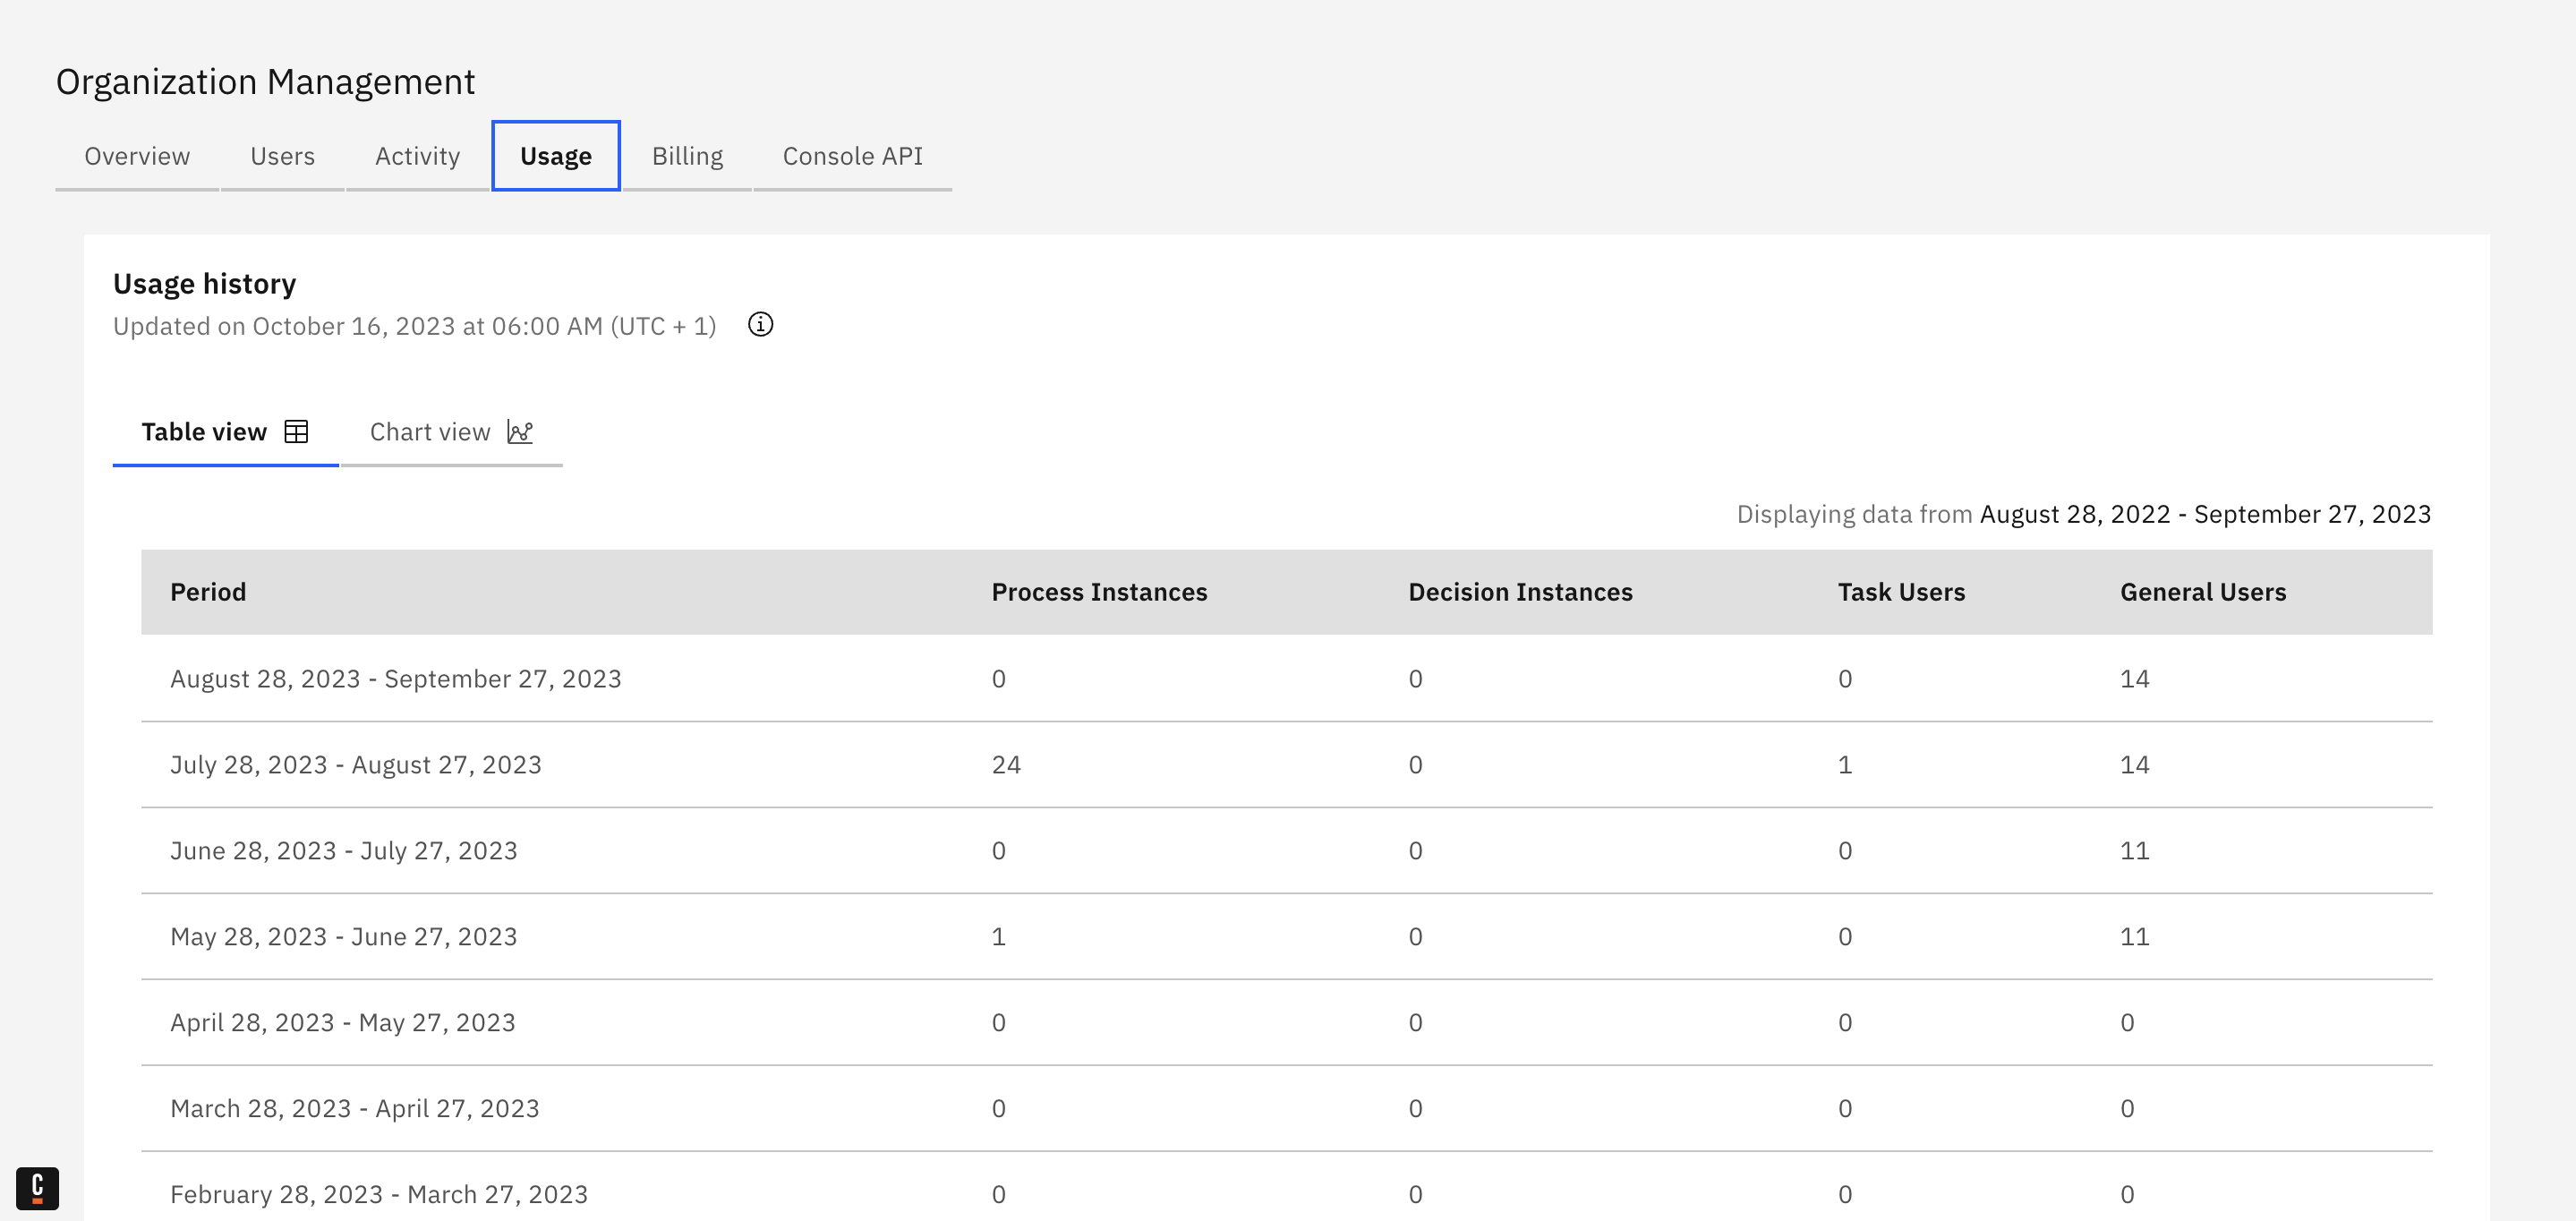 Organization Management
Overview Users Activity Usage Billing Console API
Usage history
Updated on October 16, 2023 at 06:00 AM (UTC + 1)
Table view Chart view
Displaying data from August 28, 2022 - September 27, 2023
Period Process Instances Decision Instances Task Users General Users
August 28, 2023 - September 27, 2023 0 0 0 14
July 28, 2023 - August 27, 2023 24 0 1 14
June 28, 2023 - July 27, 2023 0 0 0 11
May 28, 2023 - June 27, 2023 1 0 0 11
April 28, 2023 - May 27, 2023 0 0 0 0
March 28, 2023 - April 27, 2023 0 0 0 0
February 28, 2023 - March 27, 2023 0 0 0 0
C